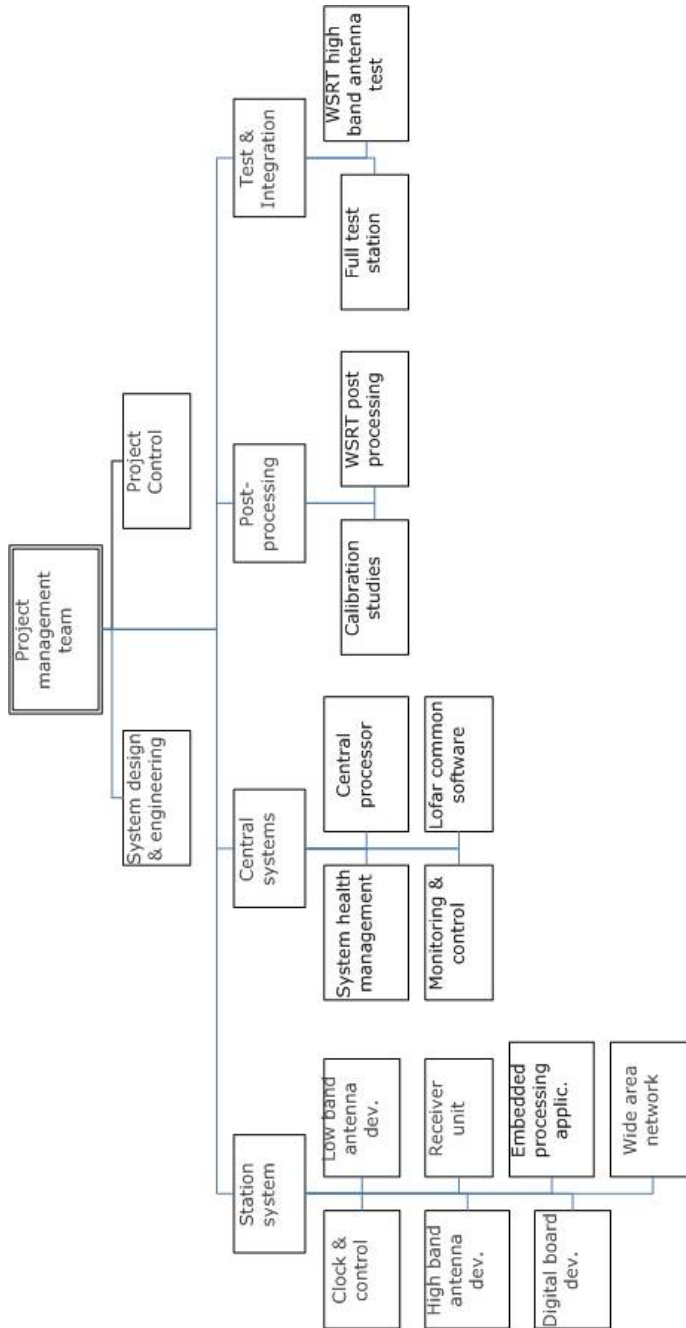 Project
management
team
System design
& engineering
Project
Control
Station
system
Central
systems
Post-
processing
Test &
Integration
Clock &
control
Low band
antenna
dev.
High band
antenna
dev.
Receiver
unit
Digital board
dev.
Embedded
processing
applic.
Wide area
network
System health
management
Central
processor
Monitoring &
control
Lofar common
software
Calibration
studies
WSRT post
processing
Full test
station
WSRT high
band antenna
test